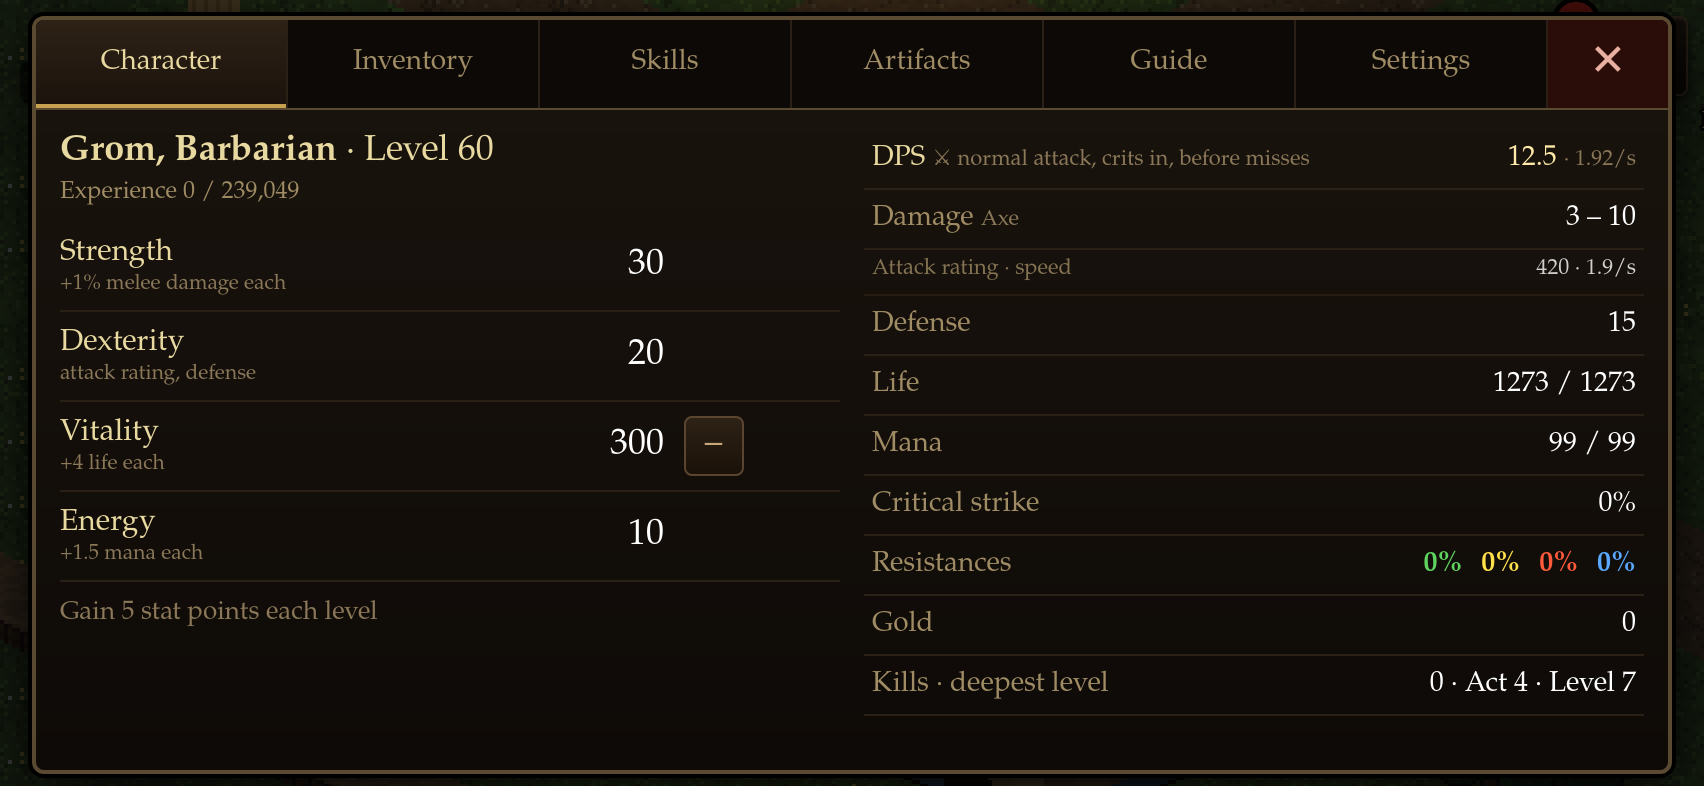 Character Inventory Skills Artifacts Guide Settings ✕
Grom, Barbarian · Level 60
Experience 0 / 239,049
Strength 30
+1% melee damage each
Dexterity 20
attack rating, defense
Vitality 300 –
+4 life each
Energy 10
+1.5 mana each
Gain 5 stat points each level
DPS ⚔ normal attack, crits in, before misses 12.5 · 1.92/s
Damage Axe 3 – 10
Attack rating · speed 420 · 1.9/s
Defense 15
Life 1273 / 1273
Mana 99 / 99
Critical strike 0%
Resistances 0% 0% 0% 0%
Gold 0
Kills · deepest level 0 · Act 4 · Level 7